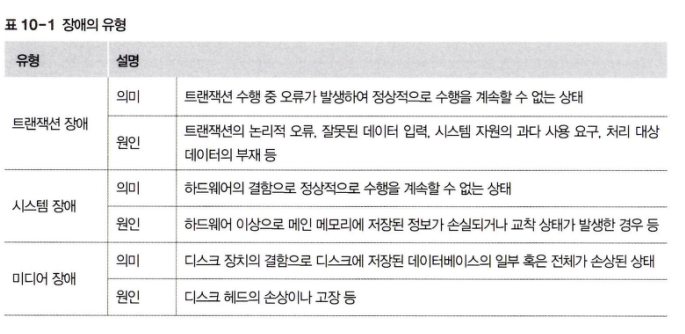 표 10-1 장애의 유형
유형 설명
트랜잭션 장애
의미 트랜잭션 수행 중 오류가 발생하여 정상적으로 수행을 계속할 수 없는 상태
원인 트랜잭션의 논리적 오류, 잘못된 데이터 입력, 시스템 자원의 과다 사용 요구, 처리 대상
데이터의 부재 등
시스템 장애
의미 하드웨어의 결함으로 정상적으로 수행을 계속할 수 없는 상태
원인 하드웨어 이상으로 메인 메모리에 저장된 정보가 손실되거나 교착 상태가 발생한 경우 등
미디어 장애
의미 디스크 장치의 결함으로 디스크에 저장된 데이터베이스의 일부 혹은 전체가 손상된 상태
원인 디스크 헤드의 손상이나 고장 등